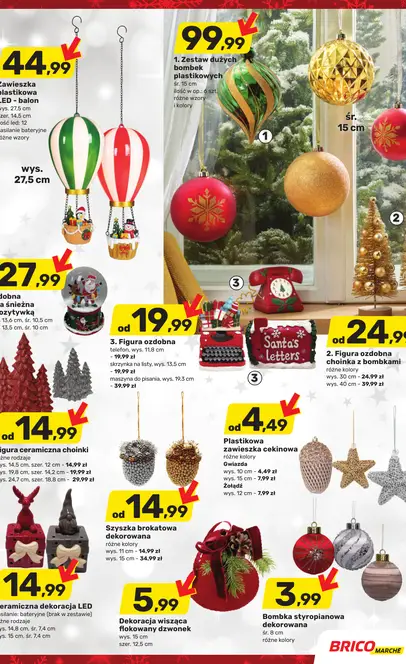 44,99
Zawieszka
plastikowa
LED - balon
wys. 27,5 cm
szer. 14,5 cm
ilość led: 12
zasilanie bateryjne
różne wzory
wys.
27,5 cm
99,99
1. Zestaw dużych
bombek
plastikowych
śr. 15 cm
ilość w op.: 6 szt.
różne wzory
i kolory
1
śr.
15 cm
2
27,99
ozdobna
śnieżna
pozytywką
13,6 cm, śr. 10,5 cm
13,5 cm, śr. 10 cm
od 19,99
3. Figura ozdobna
telefon, wys. 11,8 cm
- 19,99 zł
skrzynka na listy, wys. 13,5 cm
- 19,99 zł
maszyna do pisania, wys. 19,3 cm
- 39,99 zł
3
Santa's
letters
3
od 24,99
2. Figura ozdobna
choinka z bombkami
różne kolory
wys. 30 cm - 24,99 zł
wys. 40 cm - 39,99 zł
od 14,99
Figura ceramiczna choinki
różne rodzaje
wys. 14,5 cm, szer. 12 cm - 14,99 zł
wys. 19,8 cm, szer. 14,2 cm - 19,99 zł
wys. 24,7 cm, szer. 18,8 cm - 29,99 zł
od 14,99
Szyszka brokatowa
dekorowana
różne kolory
wys. 11 cm - 14,99 zł
wys. 15 cm - 34,99 zł
od 4,49
Plastikowa
zawieszka cekinowa
różne kolory
Gwiazda
wys. 10 cm - 4,49 zł
wys. 15 cm - 7,99 zł
Żołądź
wys. 12 cm - 7,99 zł
14,99
Ceramiczna dekoracja LED
zasilanie: bateryjne (brak w zestawie)
różne rodzaje
wys. 14,8 cm, śr. 7,4 cm
wys. 15 cm, śr. 7,4 cm
5,99
Dekoracja wisząca
flokowany dzwonek
wys. 15 cm
szer. 12,5 cm
3,99
Bombka styropianowa
dekorowana
śr. 8 cm
różne kolory
BRICO
MARCHÉ